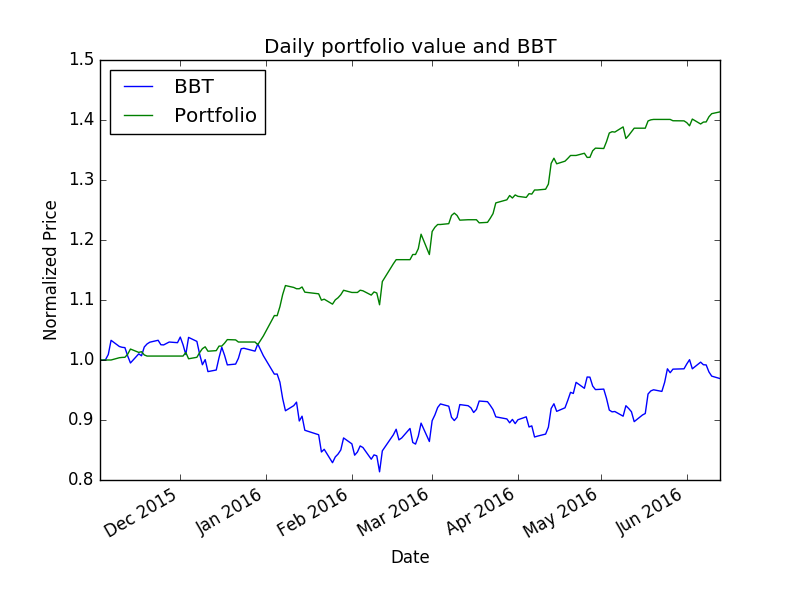 Daily portfolio value and BBT
1.5
1.4
1.3
1.2
1.1
1.0
0.9
0.8
BBT
Portfolio
Normalized Price
Dec 2015
Jan 2016
Feb 2016
Mar 2016
Apr 2016
May 2016
Jun 2016
Date